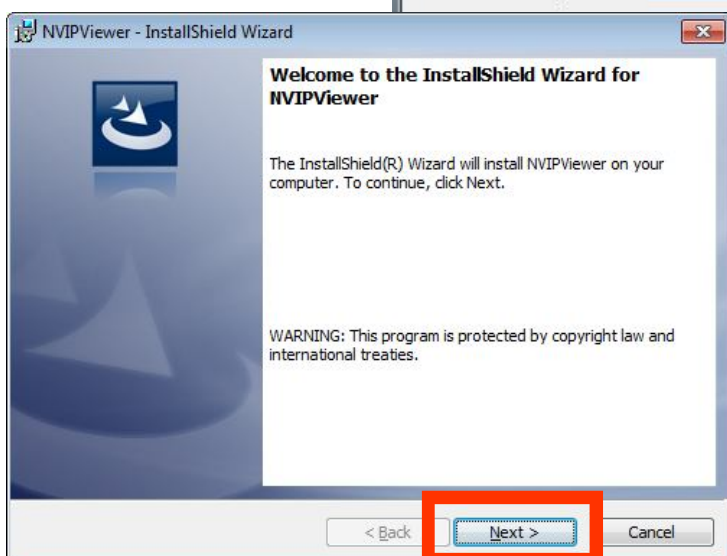 NVIPViewer - InstallShield Wizard
Welcome to the InstallShield Wizard for
NVIPViewer
The InstallShield(R) Wizard will install NVIPViewer on your
computer. To continue, click Next.
WARNING: This program is protected by copyright law and
international treaties.
< Back
Next >
Cancel